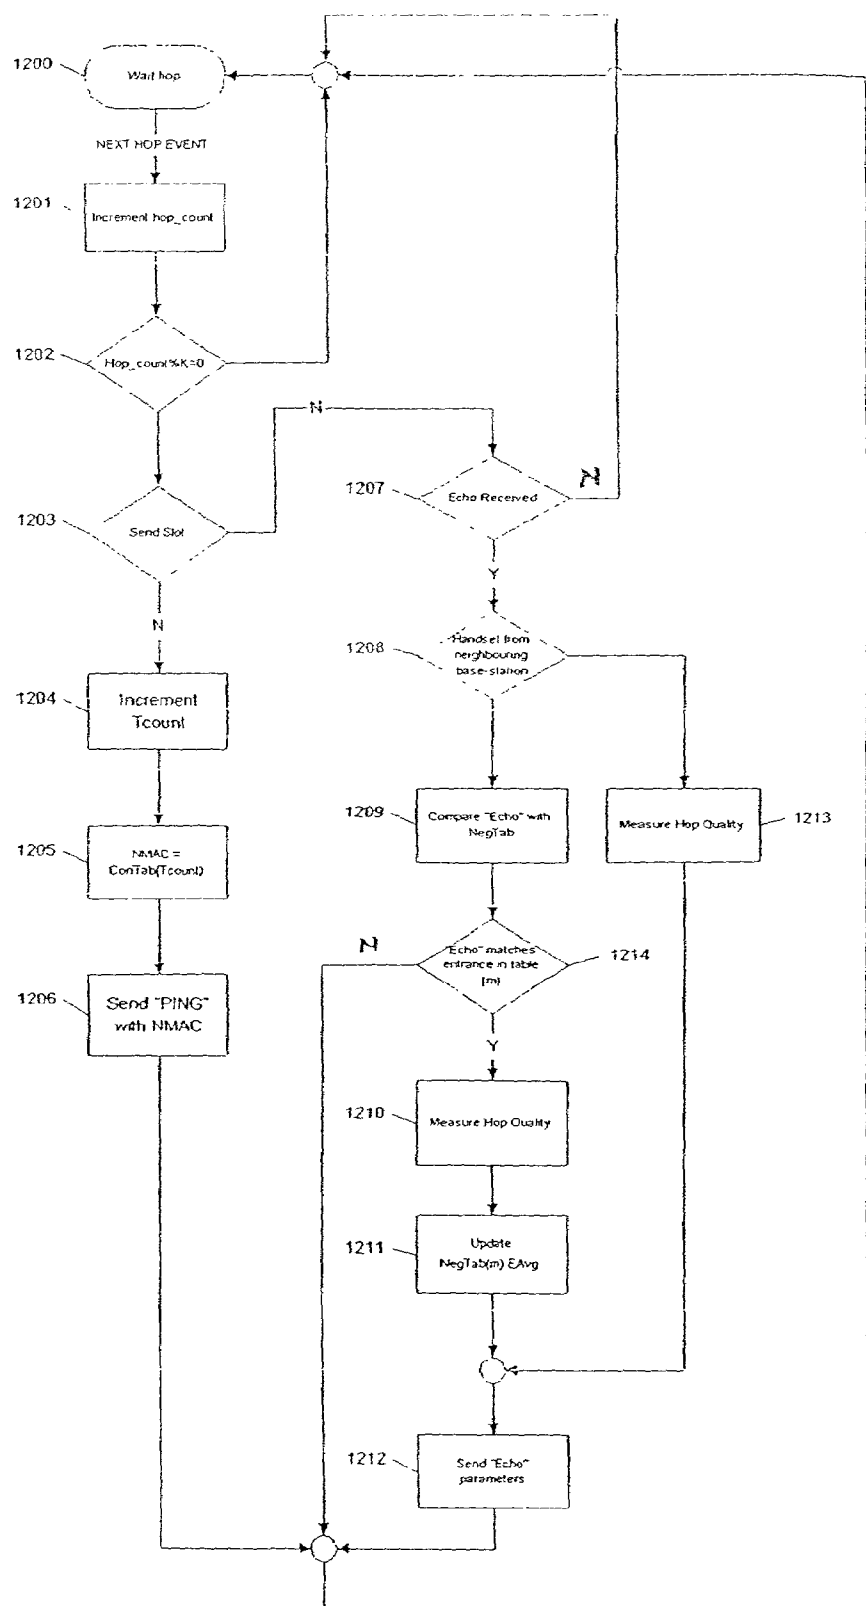 1200
Wait hop
NEXT HOP EVENT
1201
Increment hop_count
1202
Hop_count%K=0
N
1207
Echo Received
N
1203
Send Slot
Y
N
1208
Handset from
neighbouring
base-station
1204
Increment
Tcount
1209
Compare "Echo" with
NegTab
Measure Hop Quality
1213
1205
NMAC =
ConTab(Tcount)
N
"Echo" matches
entrance in table
(m)
1214
1206
Send "PING"
with NMAC
Y
1210
Measure Hop Quality
1211
Update
NegTab(m) EAvg
1212
Send "Echo"
parameters